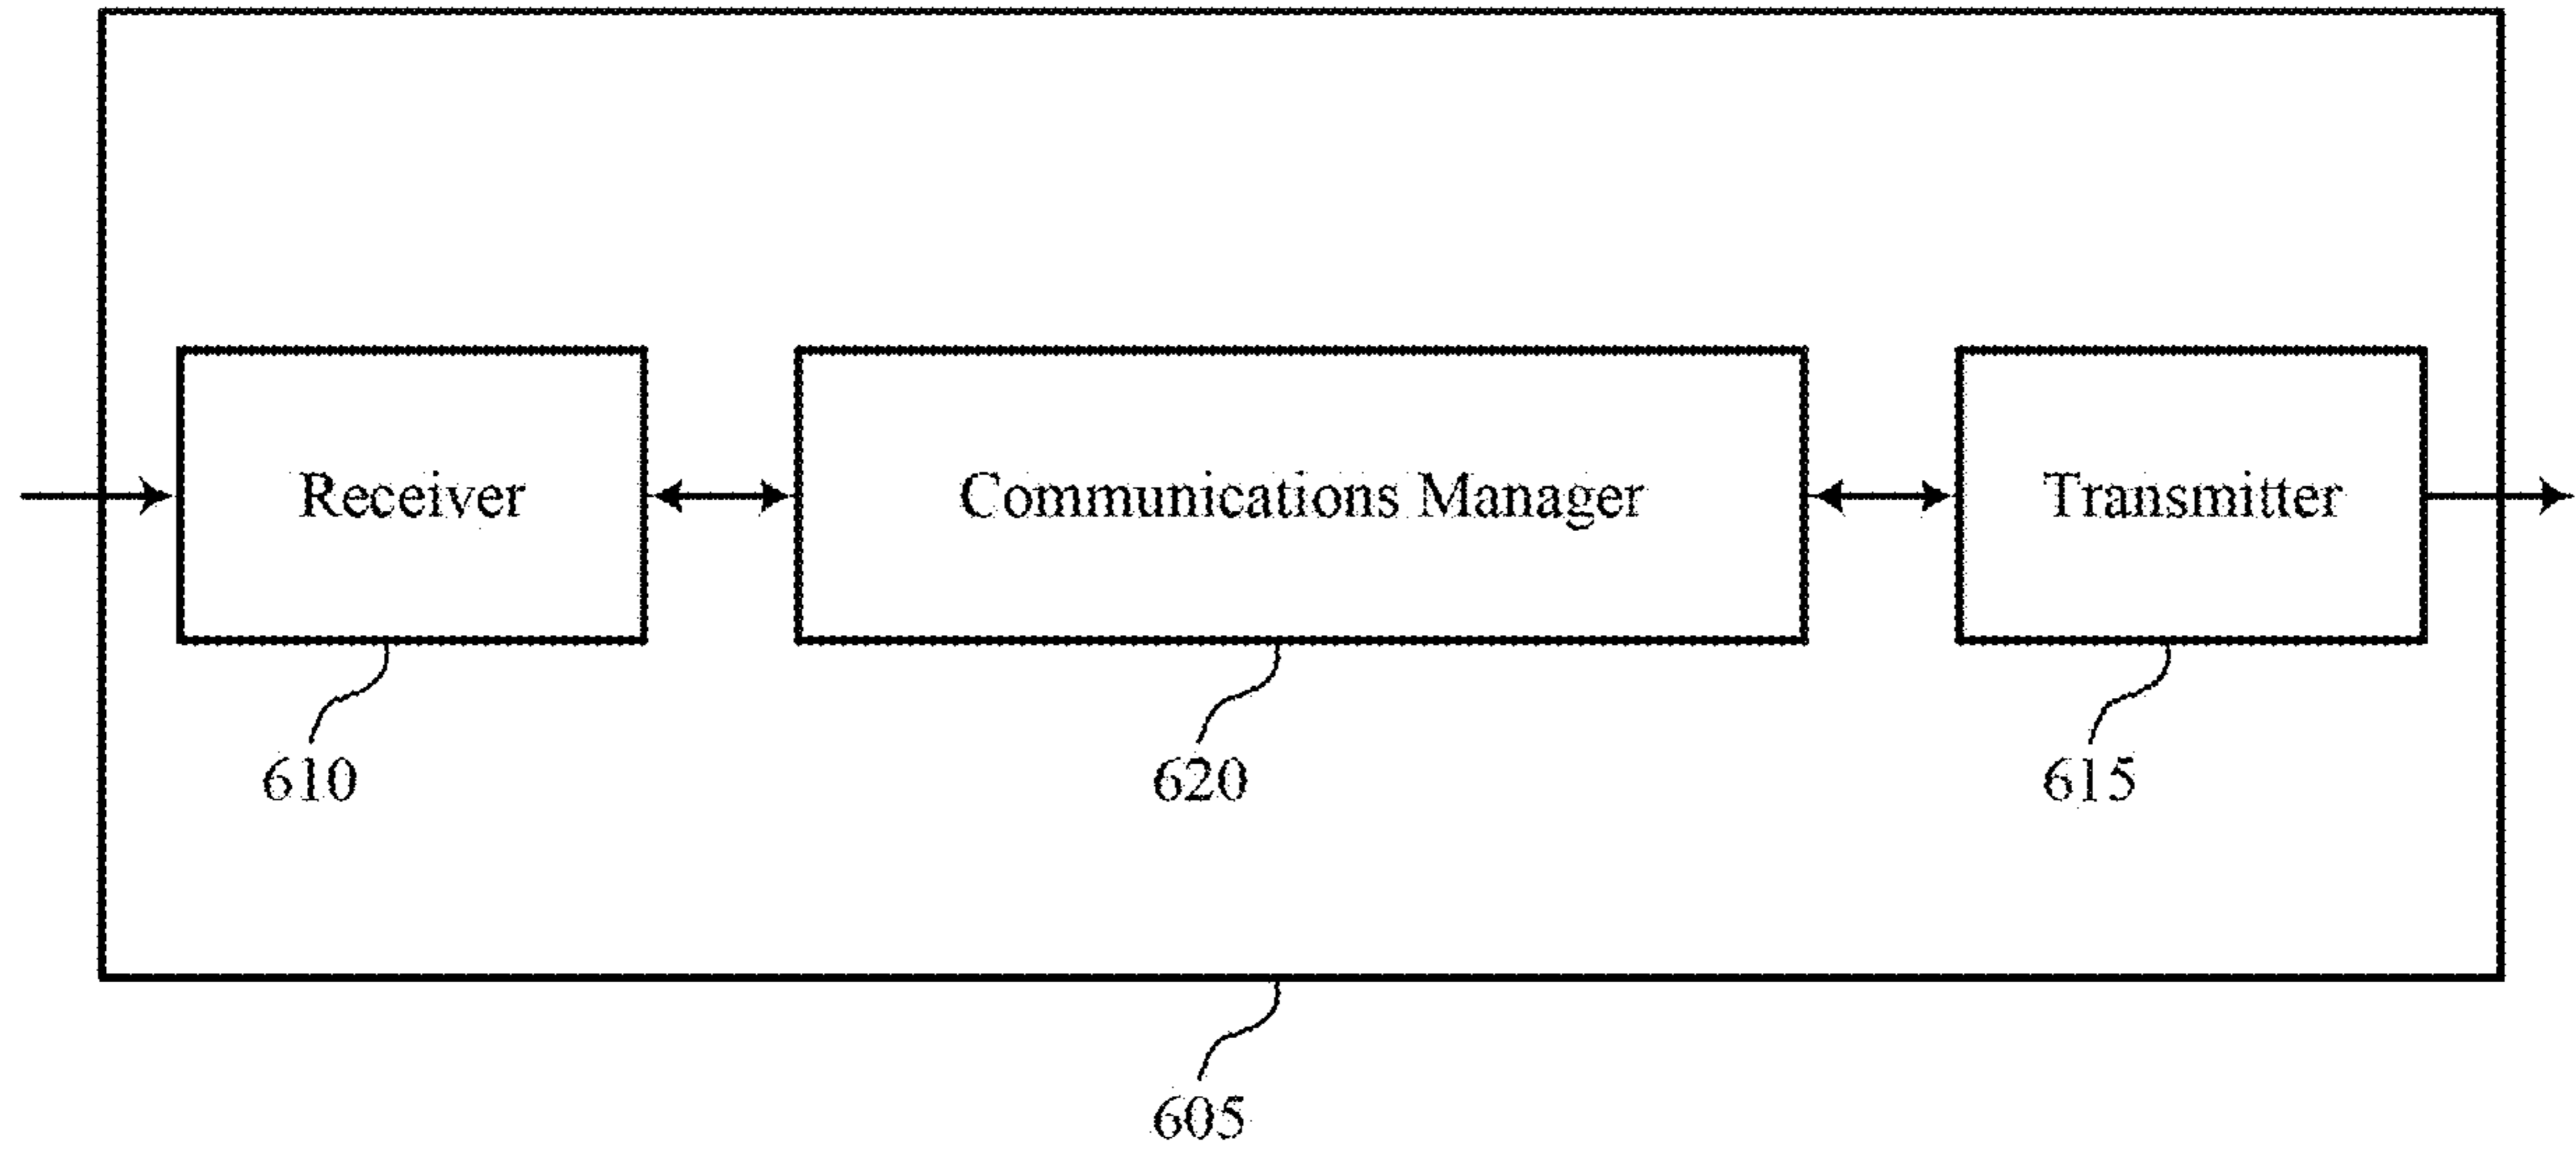 Receiver
Communications Manager
Transmitter
610
620
615
605